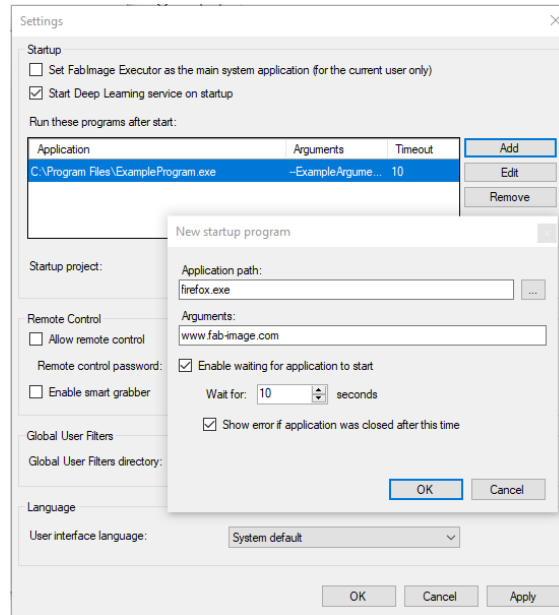 Settings
Startup
Set FabImage Executor as the main system application (for the current user only)
Start Deep Learning service on startup
Run these programs after start:
Application Arguments Timeout
C:\Program Files\ExampleProgram.exe --ExampleArgume... 10
Add
Edit
Remove
Startup project:
Remote Control
Allow remote control
Remote control password:
Enable smart grabber
Global User Filters
Global User Filters directory:
Language
User interface language: System default
OK Cancel Apply
New startup program
Application path:
firefox.exe ...
Arguments:
www.fab-image.com
Enable waiting for application to start
Wait for: 10 seconds
Show error if application was closed after this time
OK Cancel